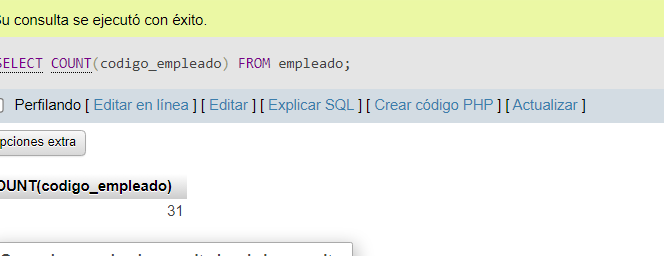 Su consulta se ejecutó con éxito.
SELECT COUNT(codigo_empleado) FROM empleado;
Perfilando [ Editar en línea ] [ Editar ] [ Explicar SQL ] [ Crear código PHP ] [ Actualizar ]
pciones extra
OUNT(codigo_empleado)
31